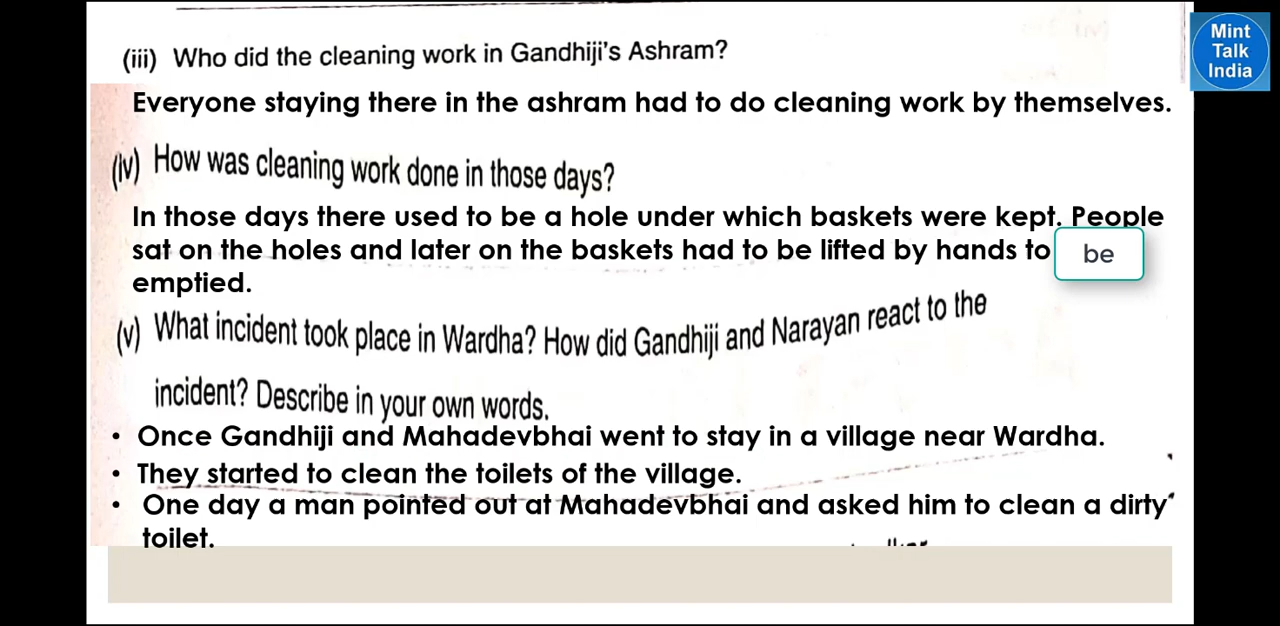 Mint
Talk
India
(iii) Who did the cleaning work in Gandhiji's Ashram?
Everyone staying there in the ashram had to do cleaning work by themselves.
(iv) How was cleaning work done in those days?
In those days there used to be a hole under which baskets were kept. People
sat on the holes and later on the baskets had to be lifted by hands to be
emptied.
(v) What incident took place in Wardha? How did Gandhiji and Narayan react to the
incident? Describe in your own words.
• Once Gandhiji and Mahadevbhai went to stay in a village near Wardha.
• They started to clean the toilets of the village.
• One day a man pointed out at Mahadevbhai and asked him to clean a dirty
toilet.